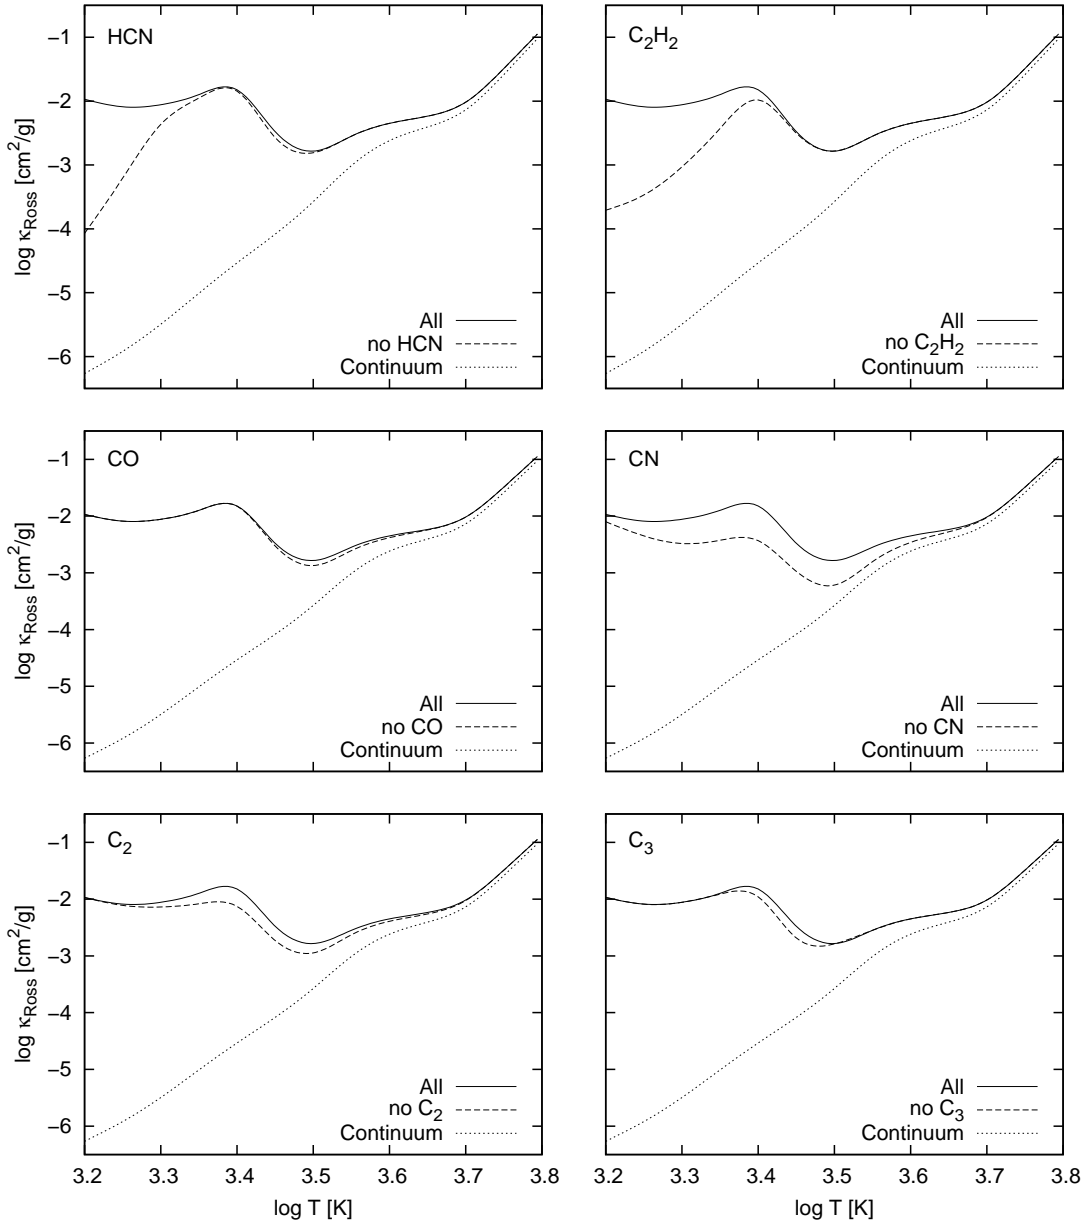 HCN
−1
−2
−3
−4
−5
−6
log κRoss [cm2/g]
All
no HCN
Continuum
C2H2
All
no C2H2
Continuum
CO
−1
−2
−3
−4
−5
−6
log κRoss [cm2/g]
All
no CO
Continuum
CN
All
no CN
Continuum
C2
−1
−2
−3
−4
−5
−6
log κRoss [cm2/g]
All
no C2
Continuum
3.2 3.3 3.4 3.5 3.6 3.7 3.8
log T [K]
C3
All
no C3
Continuum
3.2 3.3 3.4 3.5 3.6 3.7 3.8
log T [K]